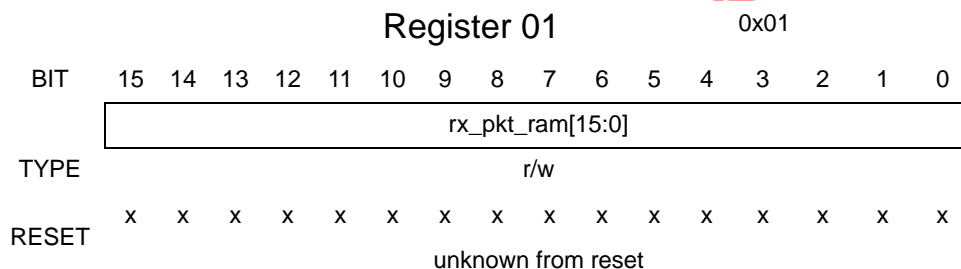 Register 01 0x01
BIT 15 14 13 12 11 10 9 8 7 6 5 4 3 2 1 0
rx_pkt_ram[15:0]
TYPE r/w
x x x x x x x x x x x x x x x x
RESET
unknown from reset